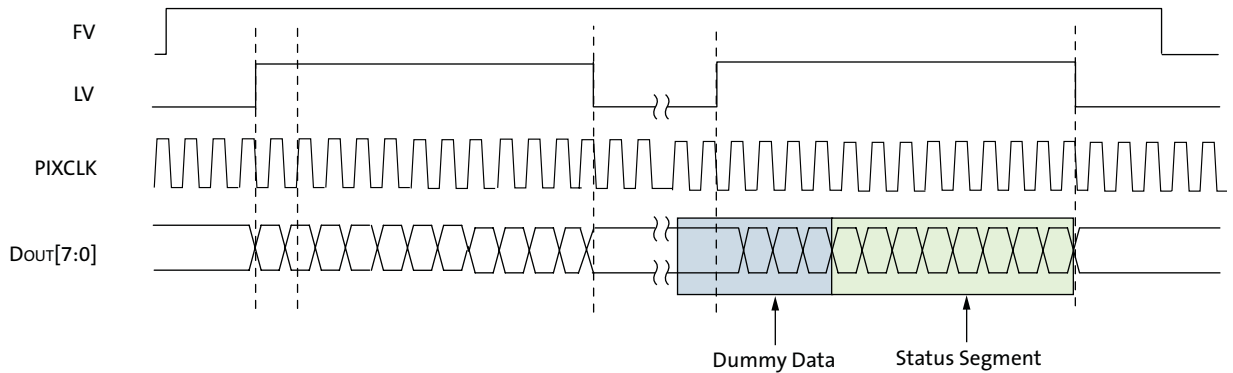 FV
LV
PIXCLK
DOUT[7:0]
Dummy Data
Status Segment